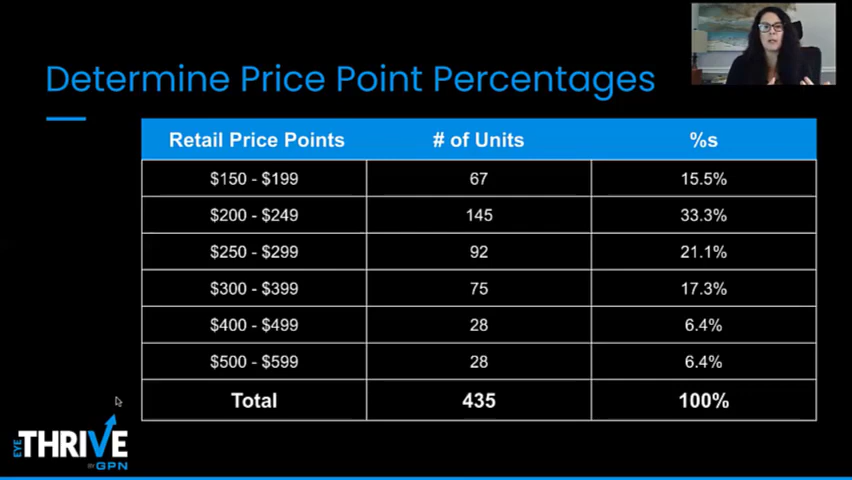 Determine Price Point Percentages
Retail Price Points # of Units %s
$150 - $199 67 15.5%
$200 - $249 145 33.3%
$250 - $299 92 21.1%
$300 - $399 75 17.3%
$400 - $499 28 6.4%
$500 - $599 28 6.4%
Total 435 100%
EYE THRIVE
BY GPN